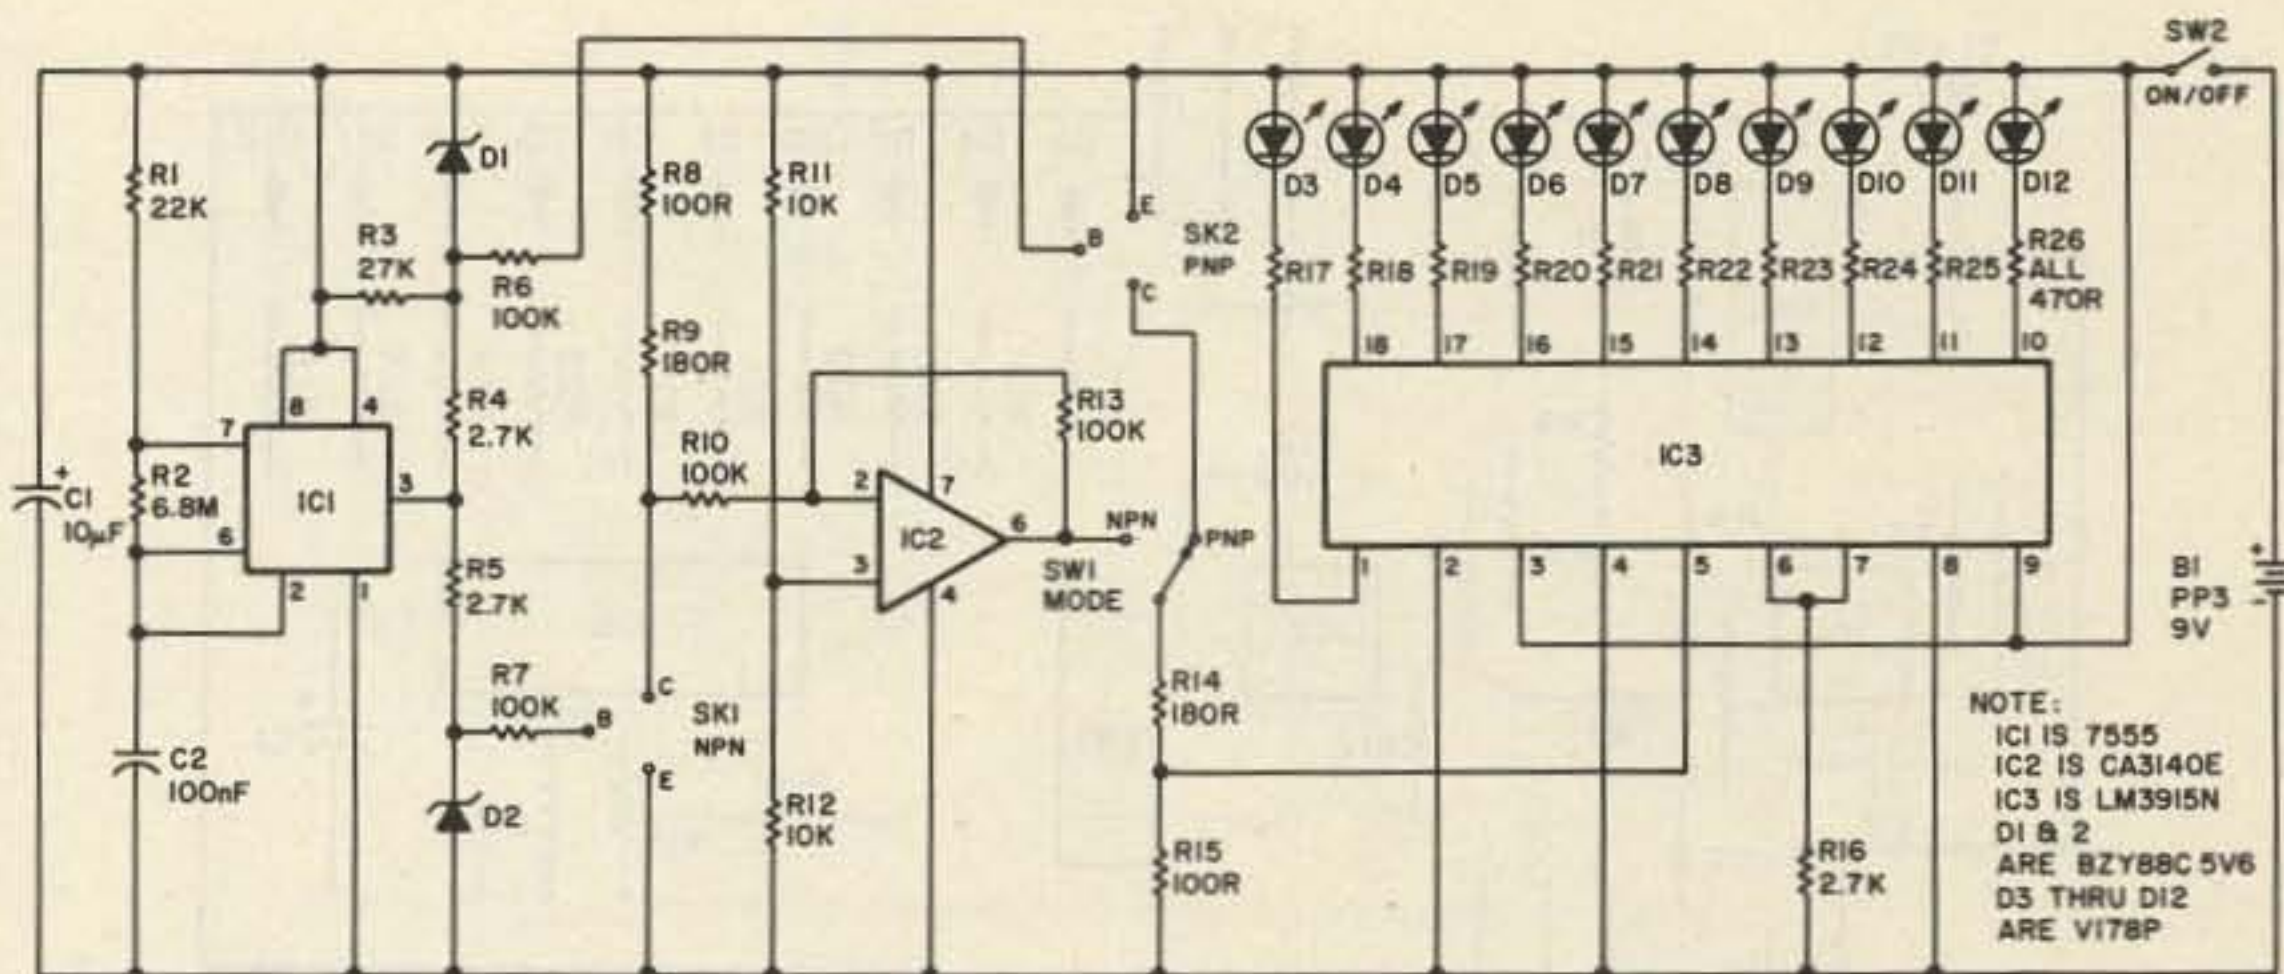 SW2
ON/OFF
D1
R1
22K
R3
27K
R6
100K
R8
100R
R11
10K
E
B
C
SK2
PNP
D3
D4
D5
D6
D7
D8
D9
D10
D11
D12
R17
R18
R19
R20
R21
R22
R23
R24
R25
R26
ALL
470R
R9
180R
18
17
16
15
14
13
12
11
10
8
4
R4
2.7K
R13
100K
R10
100K
7
+
C1
10µF
R2
6.8M
6
IC1
3
2
1
2
7
IC2
6
3
4
NPN
PNP
SW1
MODE
IC3
1
2
3
4
5
6
7
8
9
+
B1
PP3
9V
-
R5
2.7K
R7
100K
B
C
SK1
NPN
E
R14
180R
C2
100nF
D2
R12
10K
R15
100R
R16
2.7K
NOTE:
IC1 IS 7555
IC2 IS CA3140E
IC3 IS LM3915N
D1 & 2
ARE BZY88C 5V6
D3 THRU D12
ARE V178P